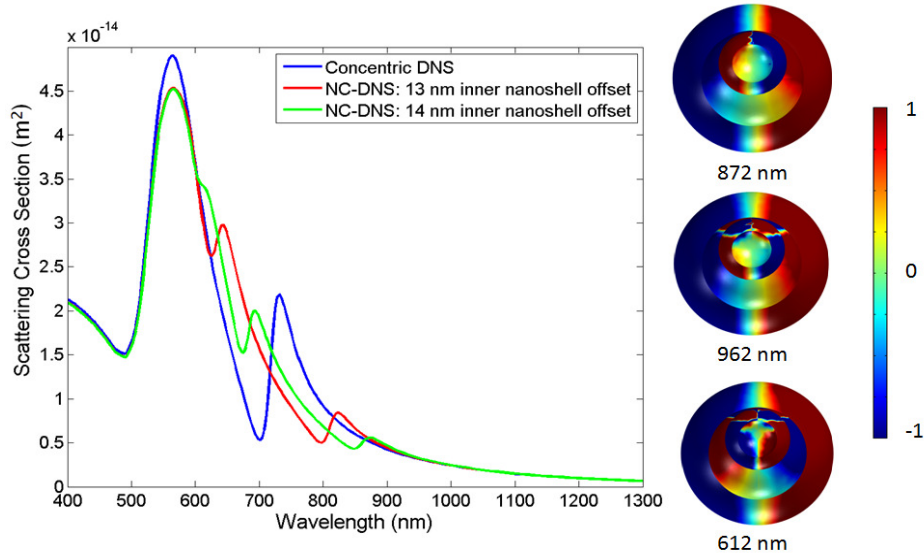 x 10⁻¹⁴
Concentric DNS
NC-DNS: 13 nm inner nanoshell offset
NC-DNS: 14 nm inner nanoshell offset
4.5
4
3.5
3
2.5
2
1.5
1
0.5
0
Scattering Cross Section (m²)
400 500 600 700 800 900 1000 1100 1200 1300
Wavelength (nm)
872 nm
962 nm
612 nm
1
0
-1